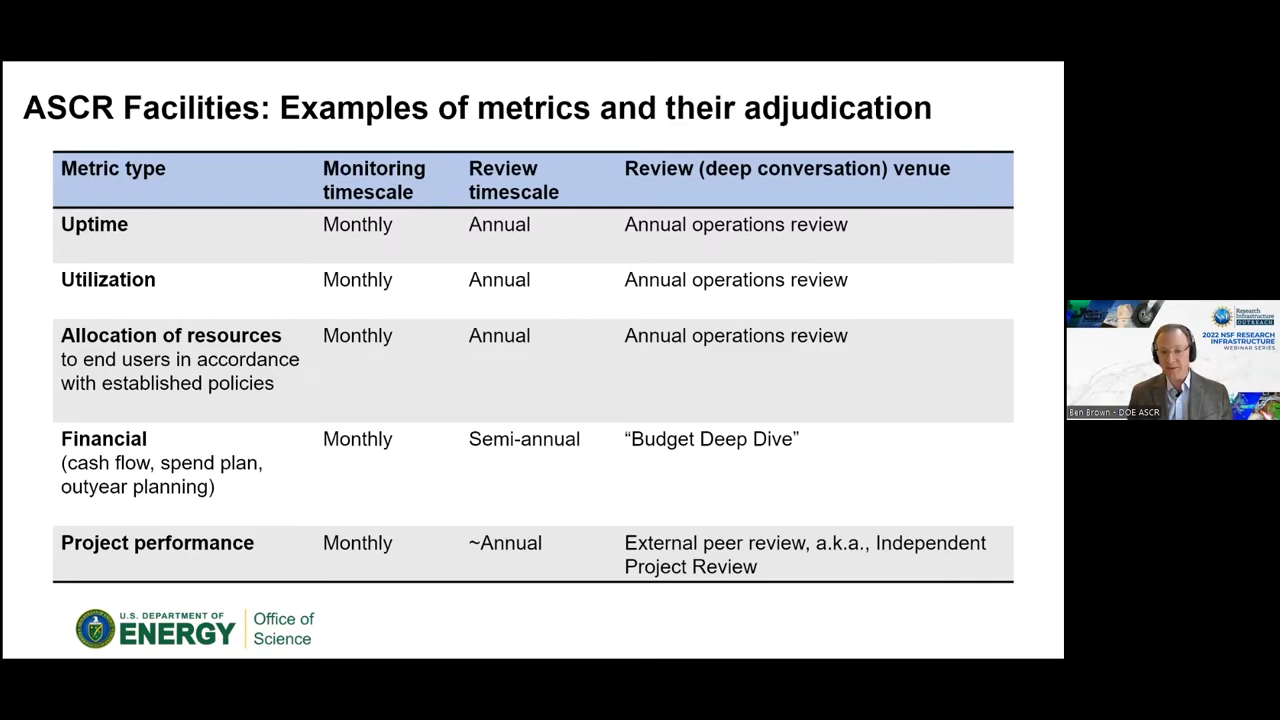 ASCR Facilities: Examples of metrics and their adjudication
Metric type
Monitoring timescale
Review timescale
Review (deep conversation) venue
Uptime
Monthly
Annual
Annual operations review
Utilization
Monthly
Annual
Annual operations review
Allocation of resources
to end users in accordance
with established policies
Monthly
Annual
Annual operations review
Financial
(cash flow, spend plan,
outyear planning)
Monthly
Semi-annual
“Budget Deep Dive”
Project performance
Monthly
~Annual
External peer review, a.k.a., Independent
Project Review
U.S. DEPARTMENT OF
ENERGY
Office of
Science
NSF
Research
Infrastructure
OUTREACH
2022 NSF RESEARCH
INFRASTRUCTURE
WEBINAR SERIES
Ben Brown - DOE ASCR